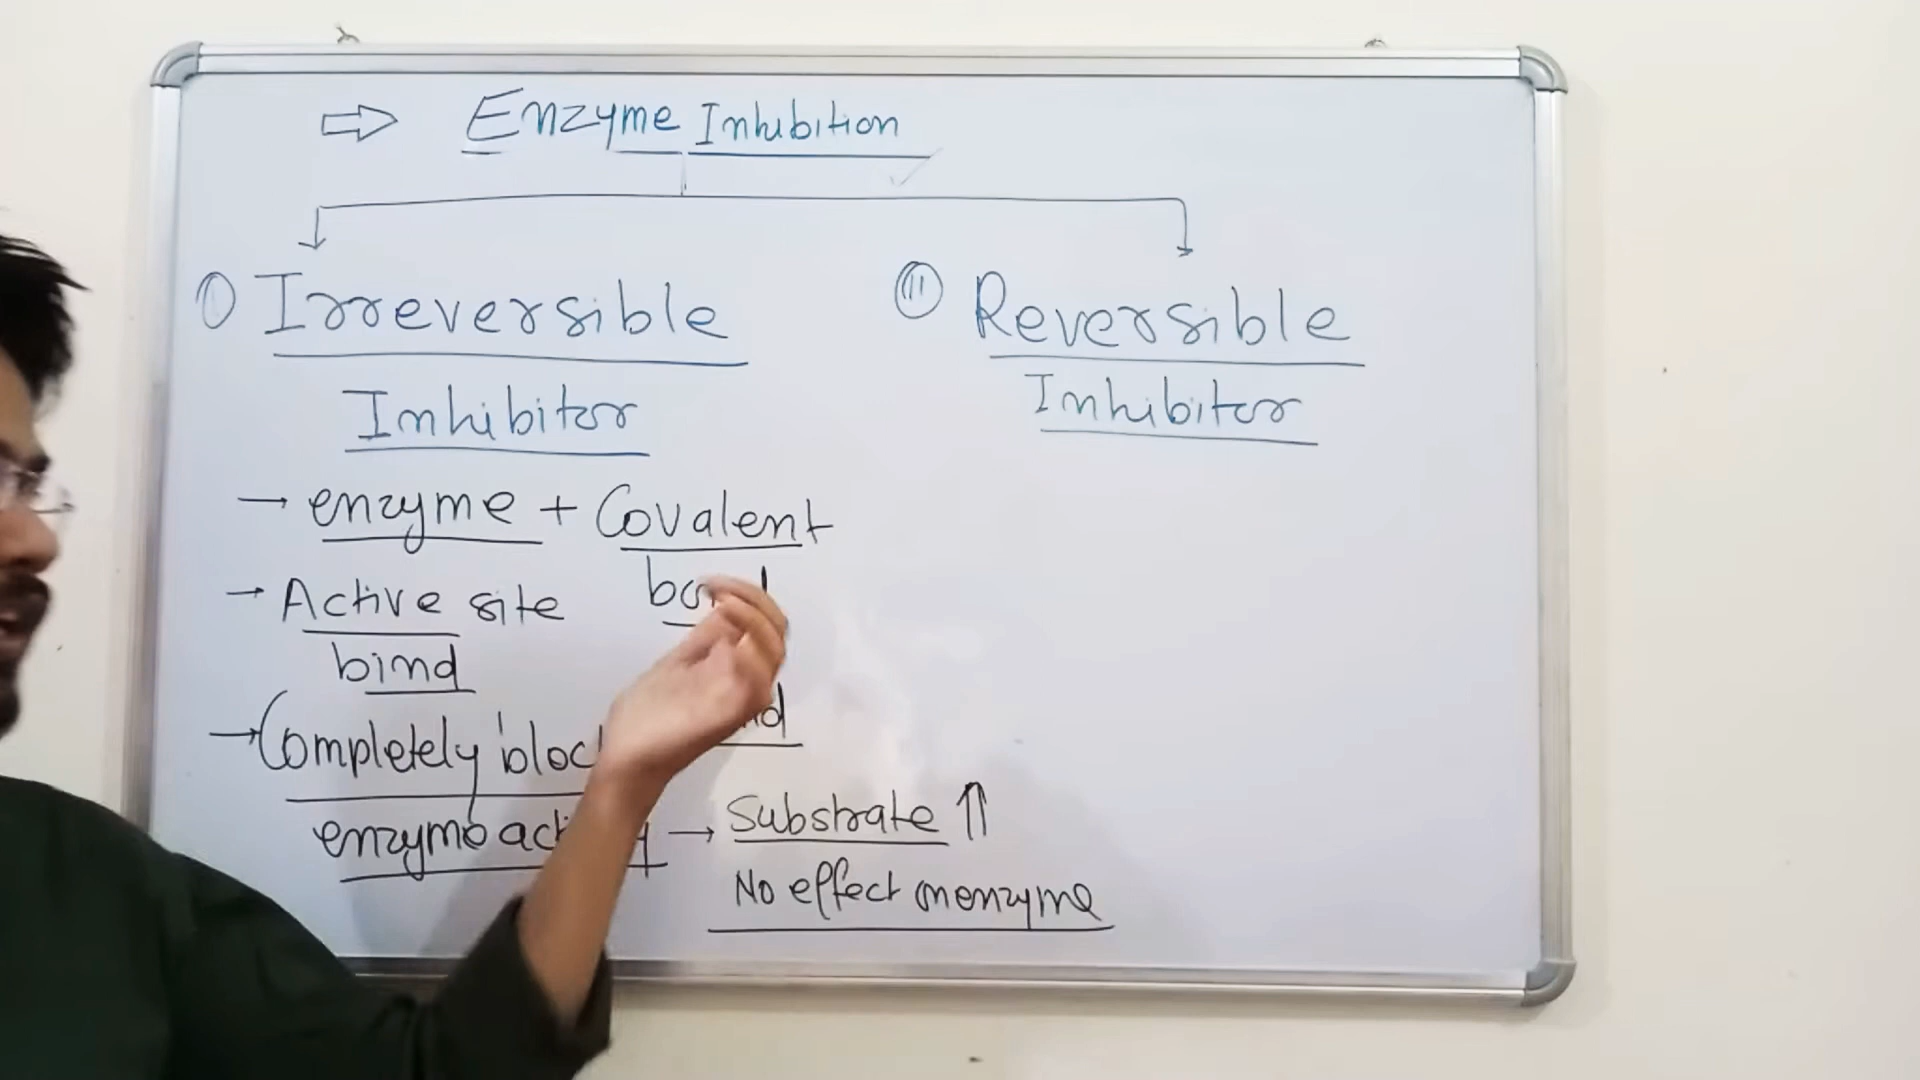 ⇒ Enzyme Inhibition
① Irreversible
Inhibitor
→ enzyme + Covalent
→ Active site
bind
→ Completely
enzyme → Substrate ⇑
No effect on enzyme
(II) Reversible
Inhibitor